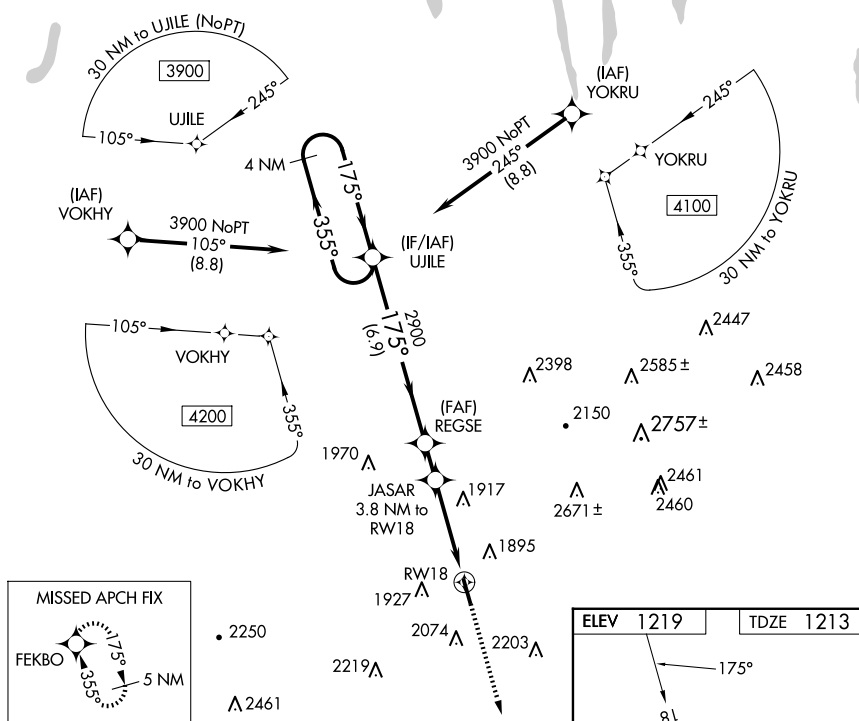 30 NM to UJILE (NoPT)
3900
UJILE
105°
245°
(IAF)
YOKRU
3900 NoPT
245°
(8.8)
245°
YOKRU
4100
355°
30 NM to YOKRU
4 NM
175°
355°
(IAF)
VOKHY
3900 NoPT
105°
(8.8)
(IF/IAF)
UJILE
2900
175°
(6.9)
105°
VOKHY
4200
355°
30 NM to VOKHY
2447
2398
2585±
2458
2150
2757±
(FAF)
REGSE
1970
JASAR
3.8 NM to
RW18
1917
2461
2460
2671±
1895
RW18
1927
2074
2203
2219
2250
2461
MISSED APCH FIX
FEKBO
175°
355°
5 NM
ELEV 1219
TDZE 1213
175°
18